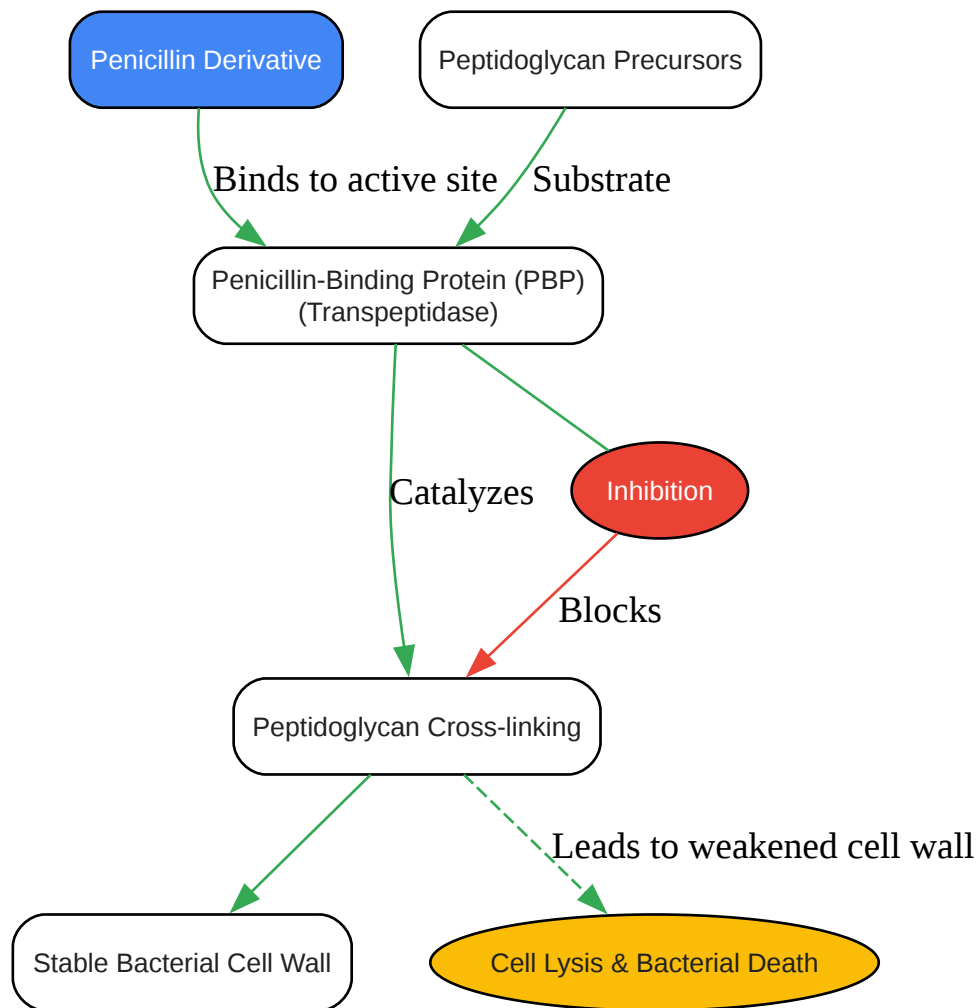 Penicillin Derivative
Peptidoglycan Precursors
Binds to active site
Substrate
Penicillin-Binding Protein (PBP)
(Transpeptidase)
Catalyzes
Inhibition
Blocks
Peptidoglycan Cross-linking
Leads to weakened cell wall
Stable Bacterial Cell Wall
Cell Lysis & Bacterial Death